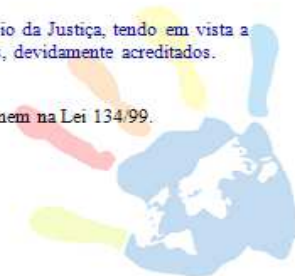 io da Justiça, tendo em vista a
s, devidamente acreditados.
nem na Lei 134/99.